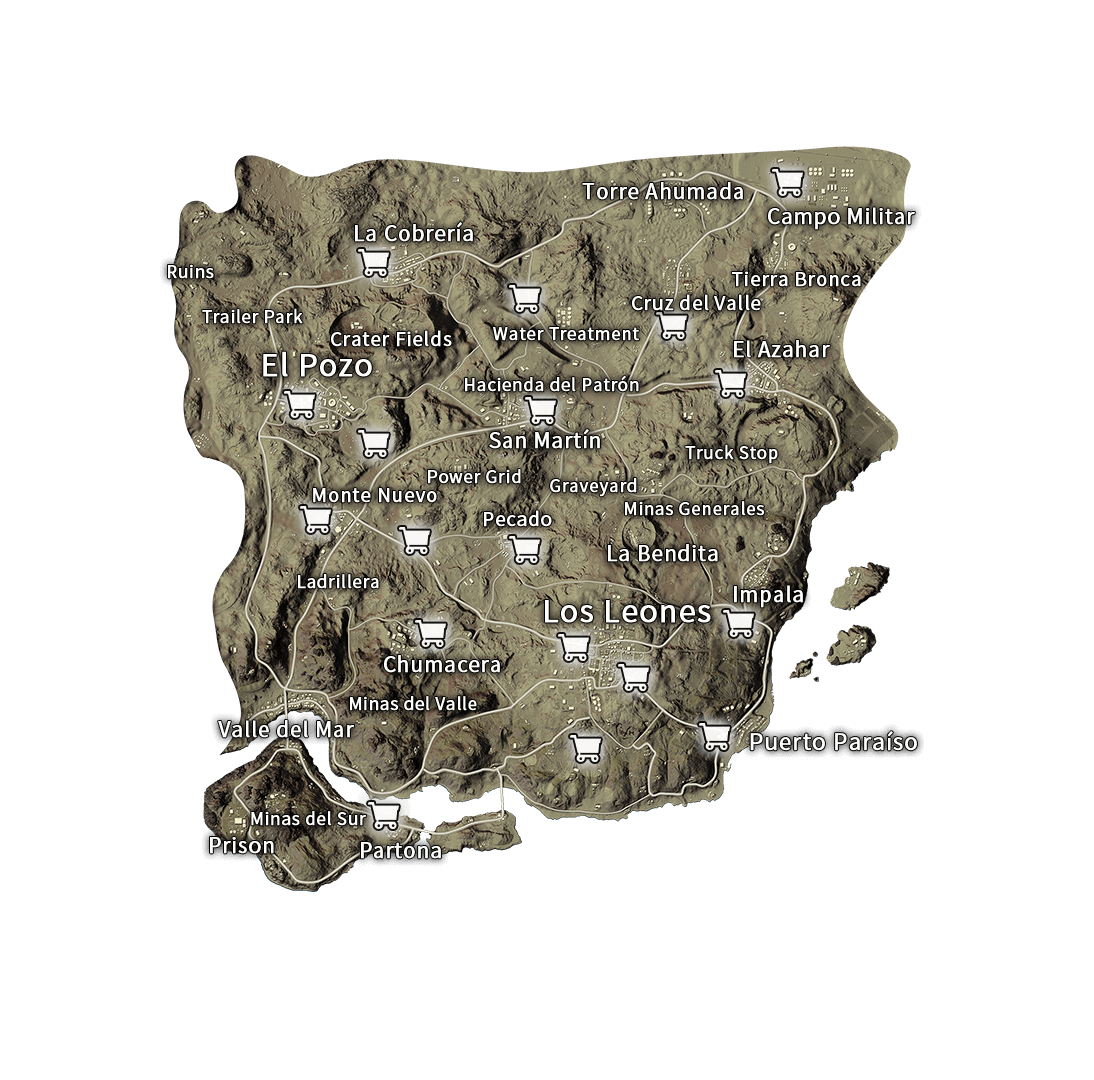 Torre Ahumada
Campo Militar
La Cobrería
Ruins
Tierra Bronca
Cruz del Valle
Trailer Park
Water Treatment
Crater Fields
El Azahar
El Pozo
Hacienda del Patrón
San Martín
Truck Stop
Power Grid
Graveyard
Monte Nuevo
Minas Generales
Pecado
La Bendita
Ladrillera
Impala
Los Leones
Chumacera
Minas del Valle
Valle del Mar
Puerto Paraíso
Minas del Sur
Prison
Partona